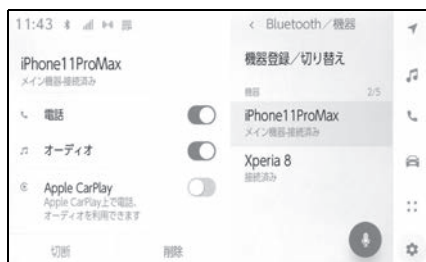 11:43
iPhone11ProMax
メイン機器-接続済み
電話
オーディオ
Apple CarPlay
Apple CarPlay上で電話、
オーディオを利用できます
切断
削除
< Bluetooth/機器
機器登録/切り替え
機器 2/5
iPhone11ProMax
メイン機器-接続済み
Xperia 8
接続済み